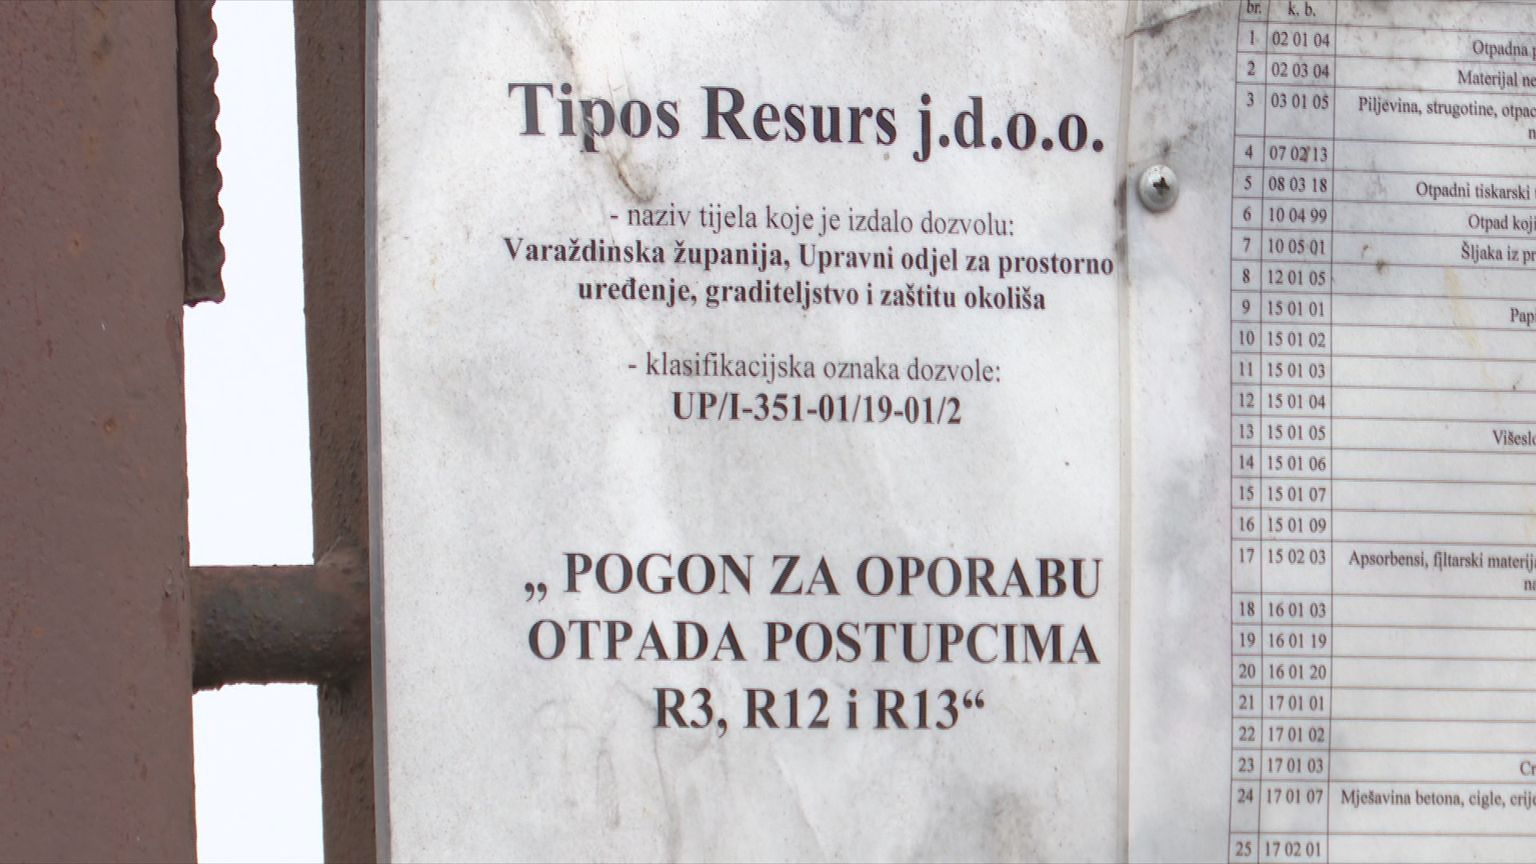 Tipos Resurs j.d.o.o.
- naziv tijela koje je izdalo dozvolu:
Varaždinska županija, Upravni odjel za prostorno
uređenje, graditeljstvo i zaštitu okoliša
- klasifikacijska oznaka dozvole:
UP/I-351-01/19-01/2
„ POGON ZA OPORABU
OTPADA POSTUPCIMA
R3, R12 i R13“
br. k. b.
1 02 01 04 Otpadna
2 02 03 04 Materijal
3 03 01 05 Piljevina, strugotine,
4 07 02 13
5 08 03 18 Otpadni tiskarski
6 10 04 99 Otpad koji
7 10 05 01 Šljaka iz
8 12 01 05
9 15 01 01
10 15 01 02
11 15 01 03
12 15 01 04
13 15 01 05
14 15 01 06
15 15 01 07
16 15 01 09
17 15 02 03 Apsorbensi, filtarski
18 16 01 03
19 16 01 19
20 16 01 20
21 17 01 01
22 17 01 02
23 17 01 03
24 17 01 07 Mješavina betona, cigle,
25 17 02 01